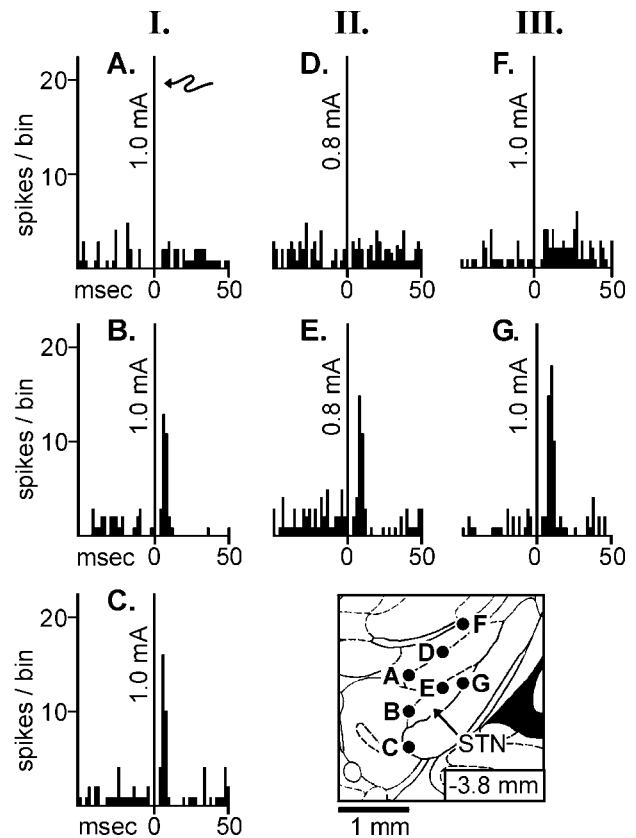 I. II. III.
A. D. F.
20
10
spikes / bin
1.0 mA
0.8 mA
1.0 mA
msec 0 50 0 50 0 50
B. E. G.
20
10
spikes / bin
1.0 mA
0.8 mA
1.0 mA
msec 0 50 0 50 0 50
C.
20
10
spikes / bin
1.0 mA
msec 0 50
F
D
A
E G
B
C
STN
-3.8 mm
1 mm